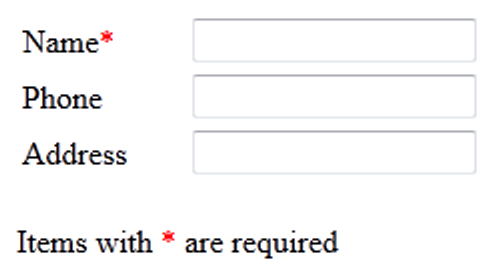 Name*
Phone
Address
Items with * are required